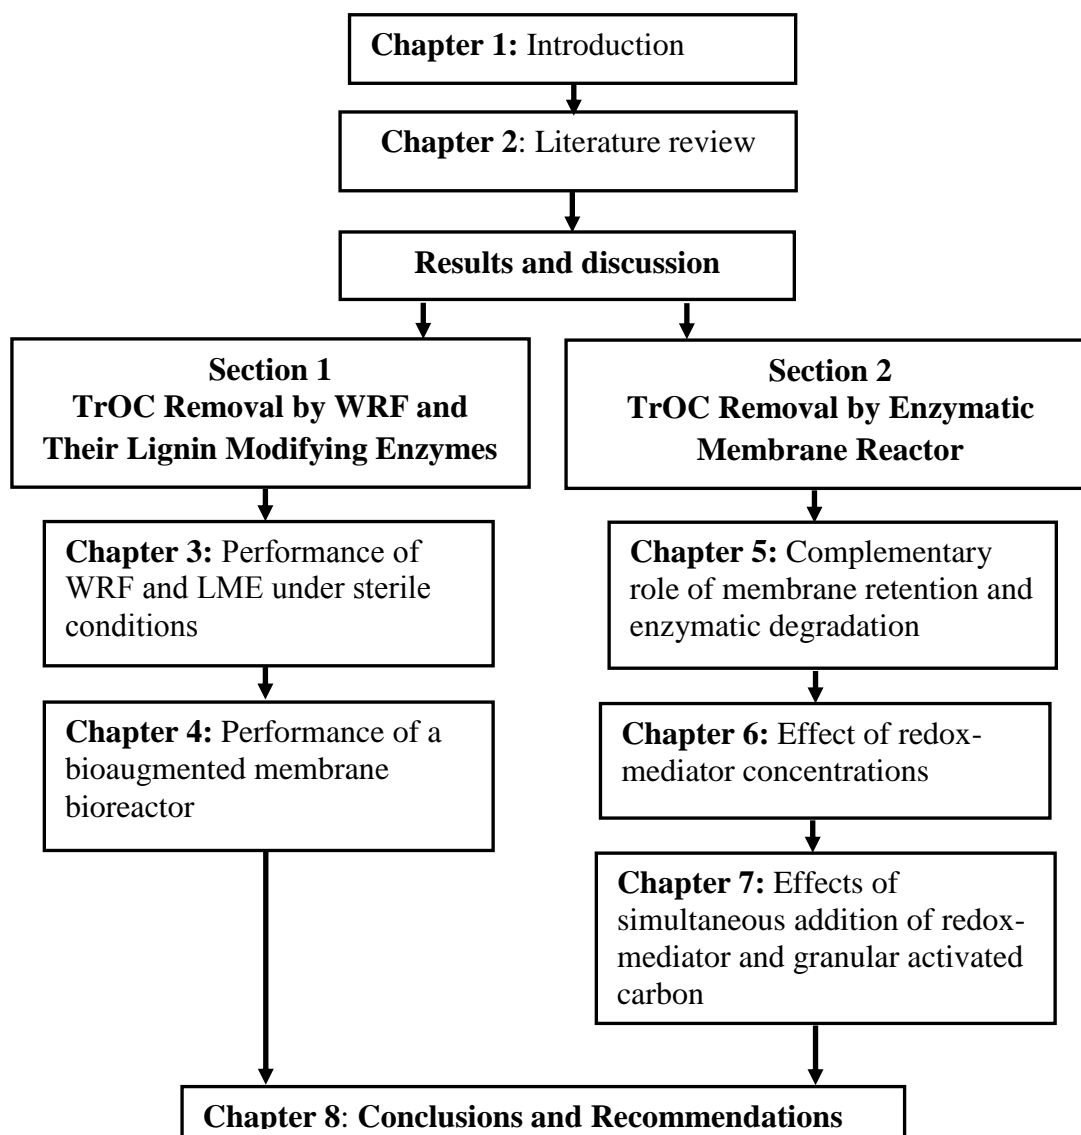 Chapter 1: Introduction
Chapter 2: Literature review
Results and discussion
Section 1
TrOC Removal by WRF and
Their Lignin Modifying Enzymes
Chapter 3: Performance of
WRF and LME under sterile
conditions
Chapter 4: Performance of a
bioaugmented membrane
bioreactor
Section 2
TrOC Removal by Enzymatic
Membrane Reactor
Chapter 5: Complementary
role of membrane retention and
enzymatic degradation
Chapter 6: Effect of redox-
mediator concentrations
Chapter 7: Effects of
simultaneous addition of redox-
mediator and granular activated
carbon
Chapter 8: Conclusions and Recommendations